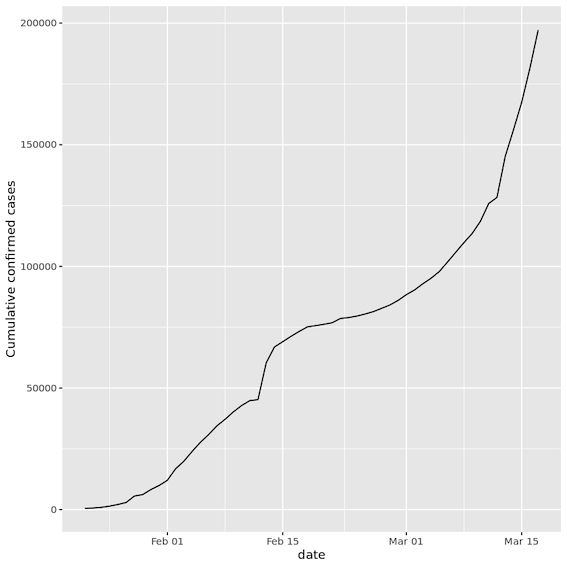 200000
150000
100000
50000
0
Cumulative confirmed cases
Feb 01 Feb 15 Mar 01 Mar 15
date